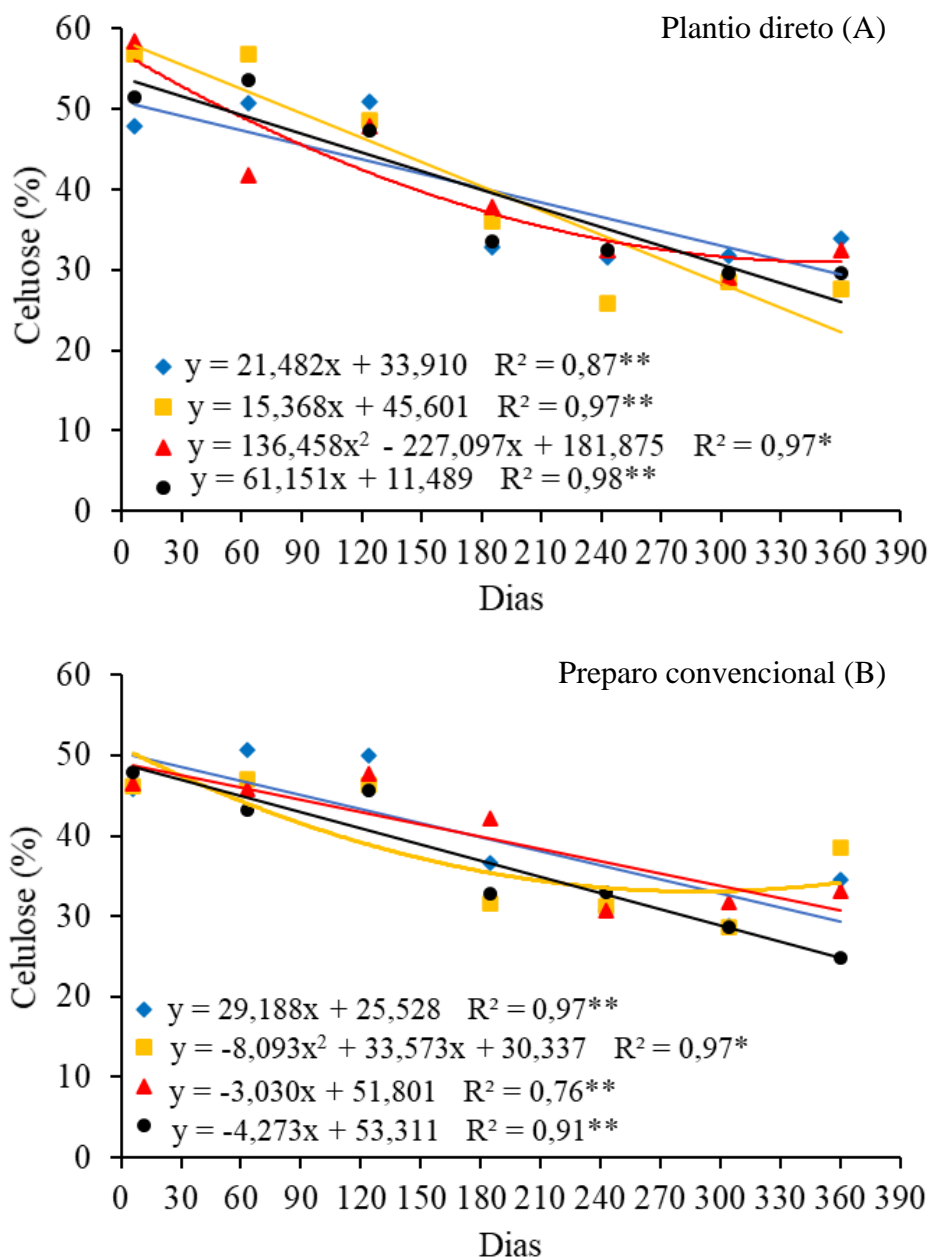 Plantio direto (A)
60
50
40
30
20
10
0
Celuose (%)
y = 21,482x + 33,910 R² = 0,87**
y = 15,368x + 45,601 R² = 0,97**
y = 136,458x² - 227,097x + 181,875 R² = 0,97*
y = 61,151x + 11,489 R² = 0,98**
0 30 60 90 120 150 180 210 240 270 300 330 360 390
Dias
Preparo convencional (B)
60
50
40
30
20
10
0
Celulose (%)
y = 29,188x + 25,528 R² = 0,97**
y = -8,093x² + 33,573x + 30,337 R² = 0,97*
y = -3,030x + 51,801 R² = 0,76**
y = -4,273x + 53,311 R² = 0,91**
0 30 60 90 120 150 180 210 240 270 300 330 360 390
Dias